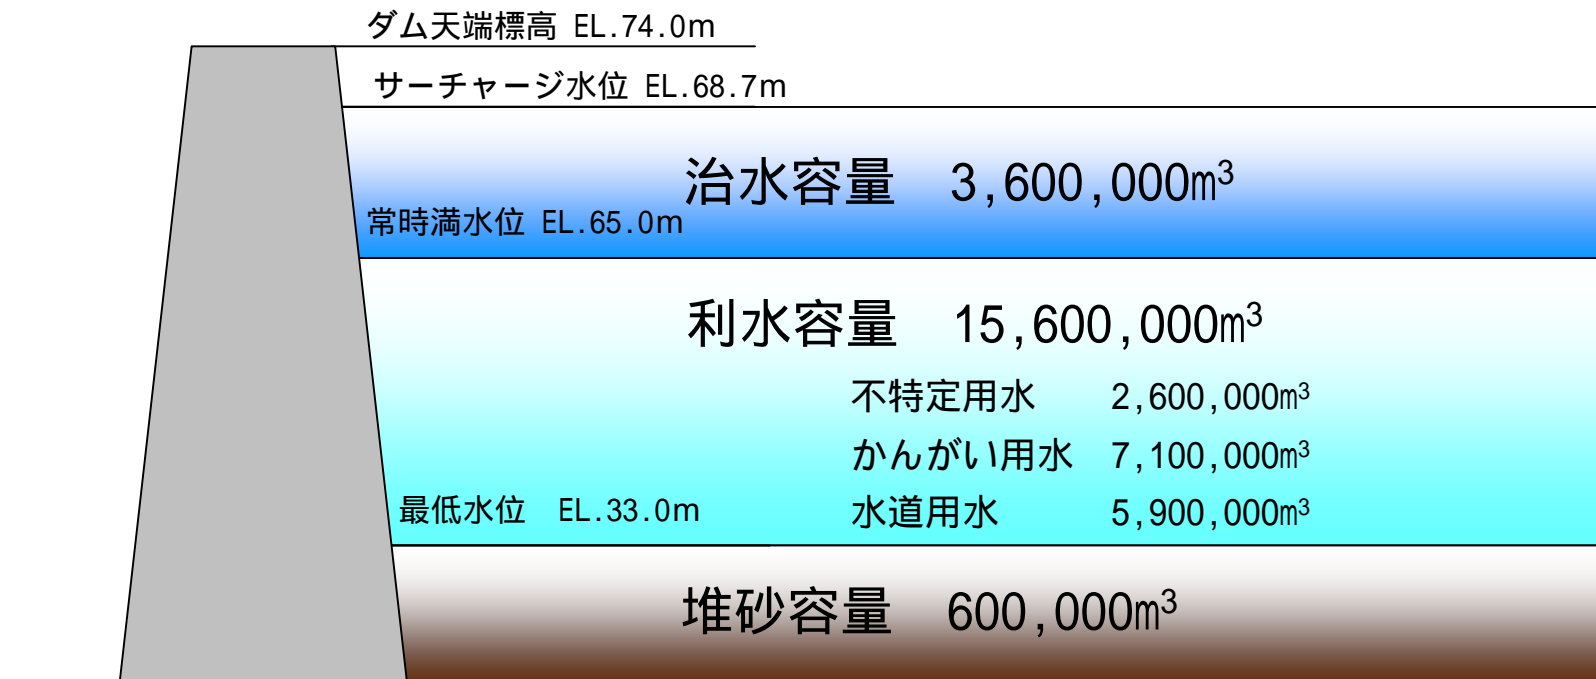 ダム天端標高 EL.74.0m
サーチャージ水位 EL.68.7m
治水容量 3,600,000m³
常時満水位 EL.65.0m
利水容量 15,600,000m³
不特定用水 2,600,000m³
かんがい用水 7,100,000m³
水道用水 5,900,000m³
最低水位 EL.33.0m
堆砂容量 600,000m³